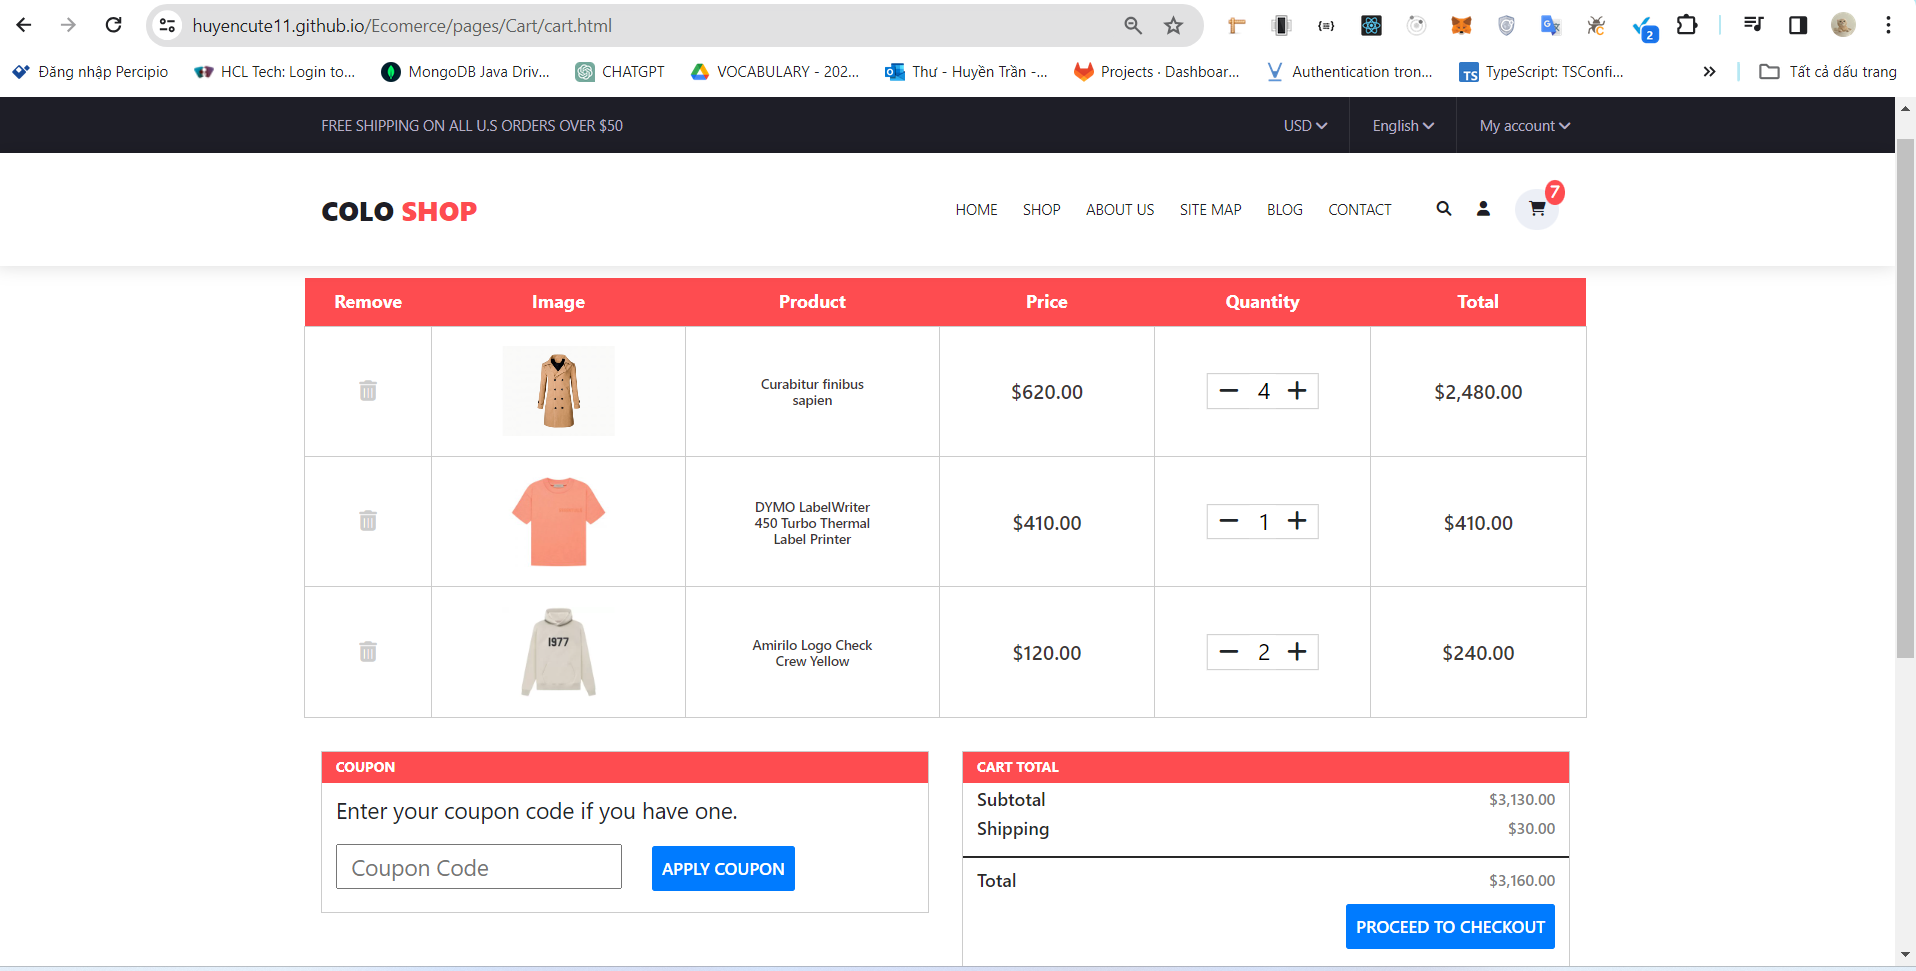 huyencute11.github.io/Ecomerce/pages/Cart/cart.html
2
Đăng nhập Percipio
HCL Tech: Login to...
MongoDB Java Driv...
CHATGPT
VOCABULARY - 202...
Thư - Huyền Trần -...
Projects · Dashboar...
Authentication tron...
TS
TypeScript: TSConfi...
Tất cả dấu trang
FREE SHIPPING ON ALL U.S ORDERS OVER $50
USD
English
My account
COLO SHOP
HOME
SHOP
ABOUT US
SITE MAP
BLOG
CONTACT
7
Remove
Image
Product
Price
Quantity
Total
Curabitur finibus
sapien
$620.00
4
$2,480.00
DYMO LabelWriter
450 Turbo Thermal
Label Printer
$410.00
1
$410.00
1977
Amirilo Logo Check
Crew Yellow
$120.00
2
$240.00
COUPON
Enter your coupon code if you have one.
Coupon Code
APPLY COUPON
CART TOTAL
Subtotal
$3,130.00
Shipping
$30.00
Total
$3,160.00
PROCEED TO CHECKOUT